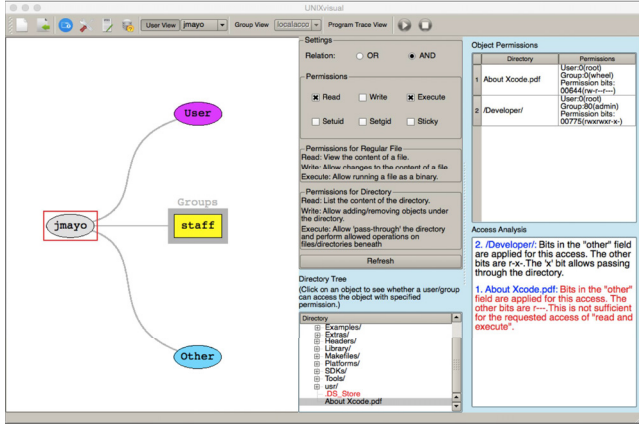 UNIXvisual
User View jmayo Group View localacco Program Trace View
User
Groups
jmayo
staff
Other
Settings
Relation: OR AND
Permissions
Read Write Execute
Setuid Setgid Sticky
Permissions for Regular File
Read: View the content of a file.
Write: Allow changes to the content of a file
Execute: Allow running a file as a binary.
Permissions for Directory
Read: List the content of the directory.
Write: Allow adding/removing objects under
the directory.
Execute: Allow 'pass-through' the directory
and perform allowed operations on
files/directories beneath
Refresh
Directory Tree
(Click on an object to see whether a user/group
can access the object with specified
permission.)
Directory
Examples/
Extras/
Headers/
Library/
Makefiles/
Platforms/
SDKs/
Tools/
usr/
.DS_Store
About Xcode.pdf
Object Permissions
Directory Permissions
1 About Xcode.pdf
User:0(root)
Group:0(wheel)
Permission bits:
00644(rw-r--r---)
2 /Developer/
User:0(root)
Group:80(admin)
Permission bits:
00775(rwxrwxr-x-)
Access Analysis
2. /Developer/: Bits in the "other" field
are applied for this access. The other
bits are r-x-.The 'x' bit allows passing
through the directory.
1. About Xcode.pdf: Bits in the "other"
field are applied for this access. The
other bits are r---.This is not sufficient
for the requested access of "read and
execute".